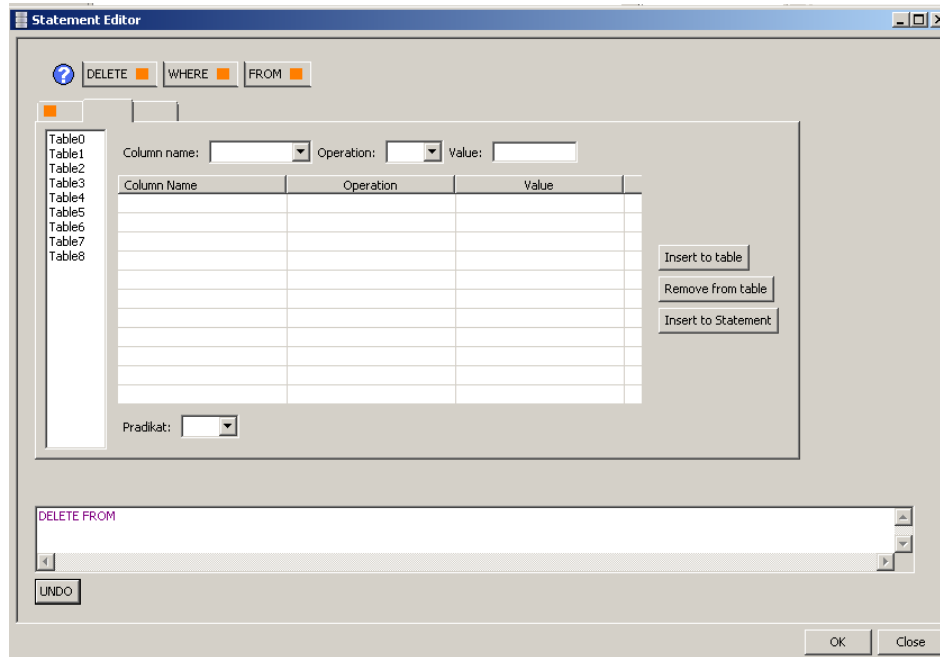 Statement Editor
DELETE WHERE FROM
Table0
Table1
Table2
Table3
Table4
Table5
Table6
Table7
Table8
Column name: Operation: Value:
Column Name Operation Value
Insert to table
Remove from table
Insert to Statement
Pradikat:
DELETE FROM
UNDO
OK Close